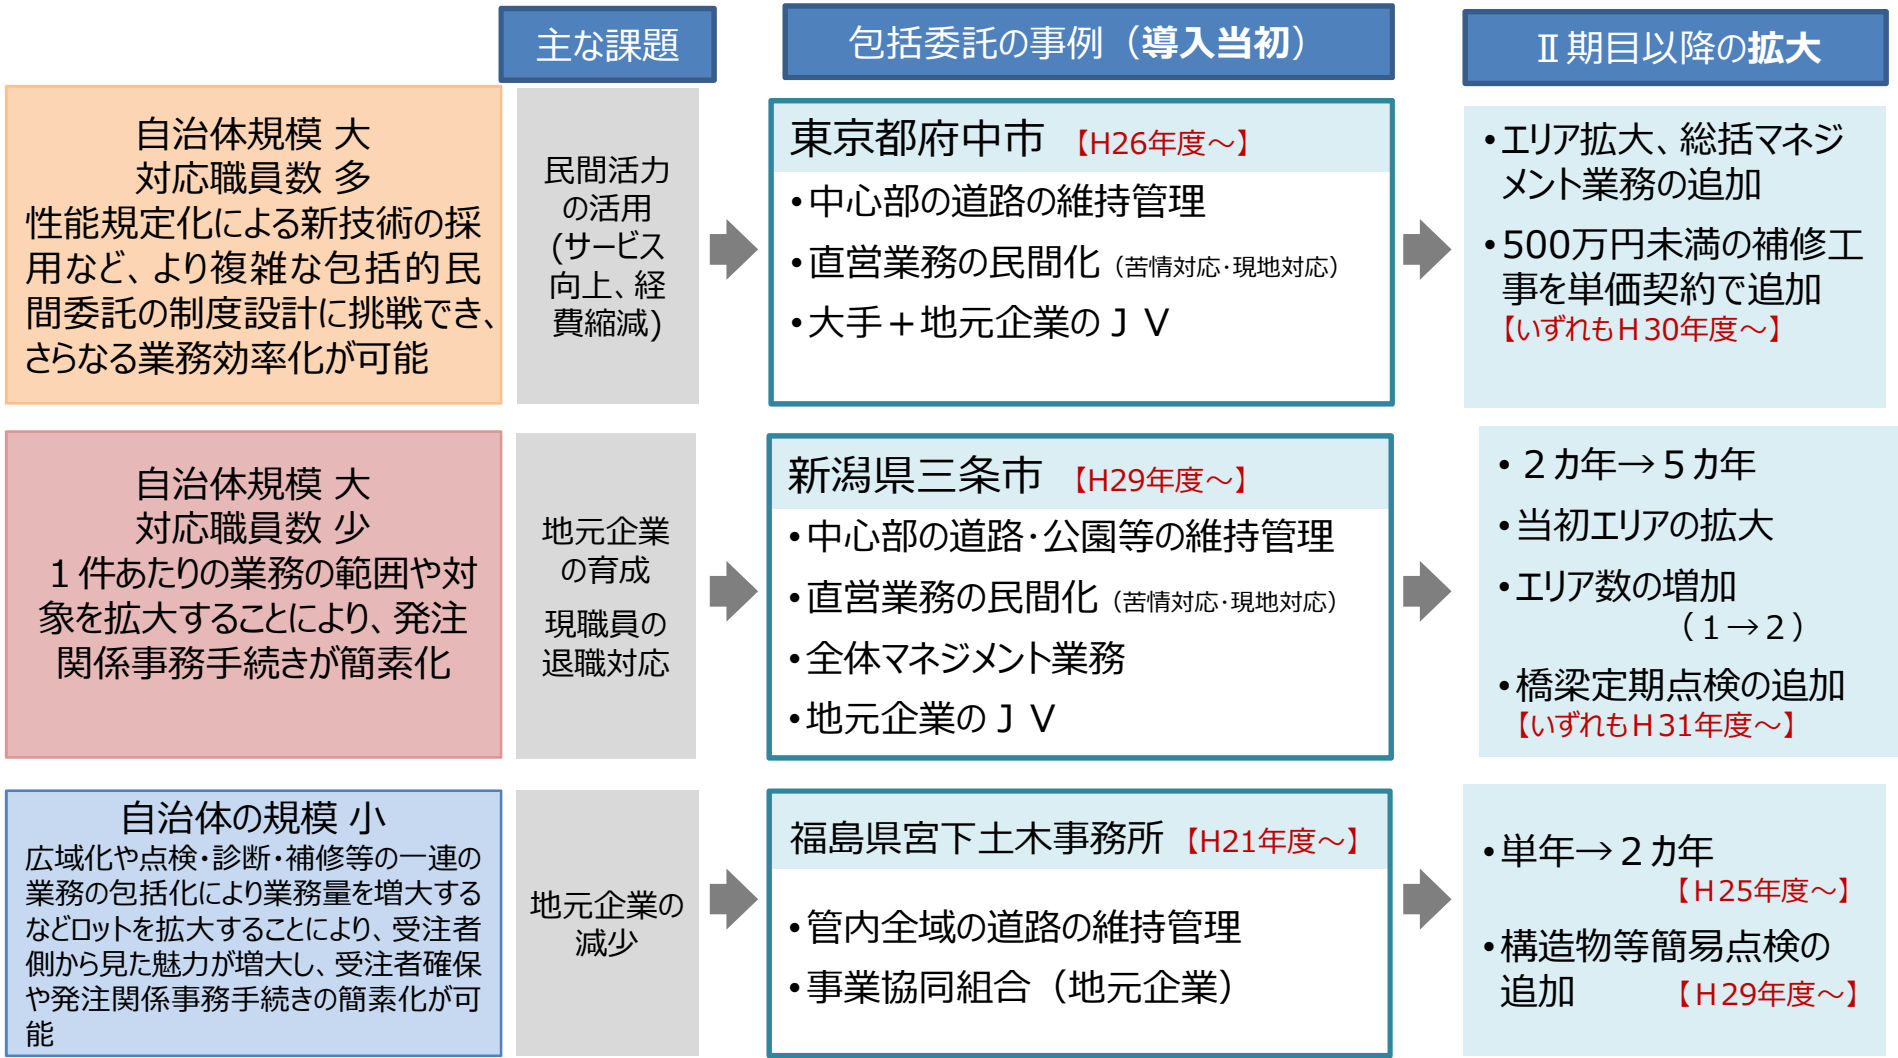 主な課題
包括委託の事例（導入当初）
Ⅱ期目以降の拡大
自治体規模 大
対応職員数 多
性能規定化による新技術の採
用など、より複雑な包括的民
間委託の制度設計に挑戦でき、
さらなる業務効率化が可能
民間活力
の活用
(サービス
向上、経
費縮減)
東京都府中市 【H26年度～】
•中心部の道路の維持管理
•直営業務の民間化（苦情対応･現地対応）
•大手＋地元企業のＪＶ
•エリア拡大、総括マネジ
メント業務の追加
•500万円未満の補修工
事を単価契約で追加
【いずれもＨ30年度～】
自治体規模 大
対応職員数 少
１件あたりの業務の範囲や対
象を拡大することにより、発注
関係事務手続きが簡素化
地元企業
の育成
現職員の
退職対応
新潟県三条市 【H29年度～】
•中心部の道路･公園等の維持管理
•直営業務の民間化（苦情対応･現地対応）
•全体マネジメント業務
•地元企業のＪＶ
•２カ年→５カ年
•当初エリアの拡大
•エリア数の増加
（１→２）
•橋梁定期点検の追加
【いずれもＨ31年度～】
自治体の規模 小
広域化や点検・診断・補修等の一連の
業務の包括化により業務量を増大する
などロットを拡大することにより、受注者
側から見た魅力が増大し、受注者確保
や発注関係事務手続きの簡素化が可
能
地元企業の
減少
福島県宮下土木事務所 【H21年度～】
•管内全域の道路の維持管理
•事業協同組合（地元企業）
•単年→２カ年
【Ｈ25年度～】
•構造物等簡易点検の
追加 【Ｈ29年度～】